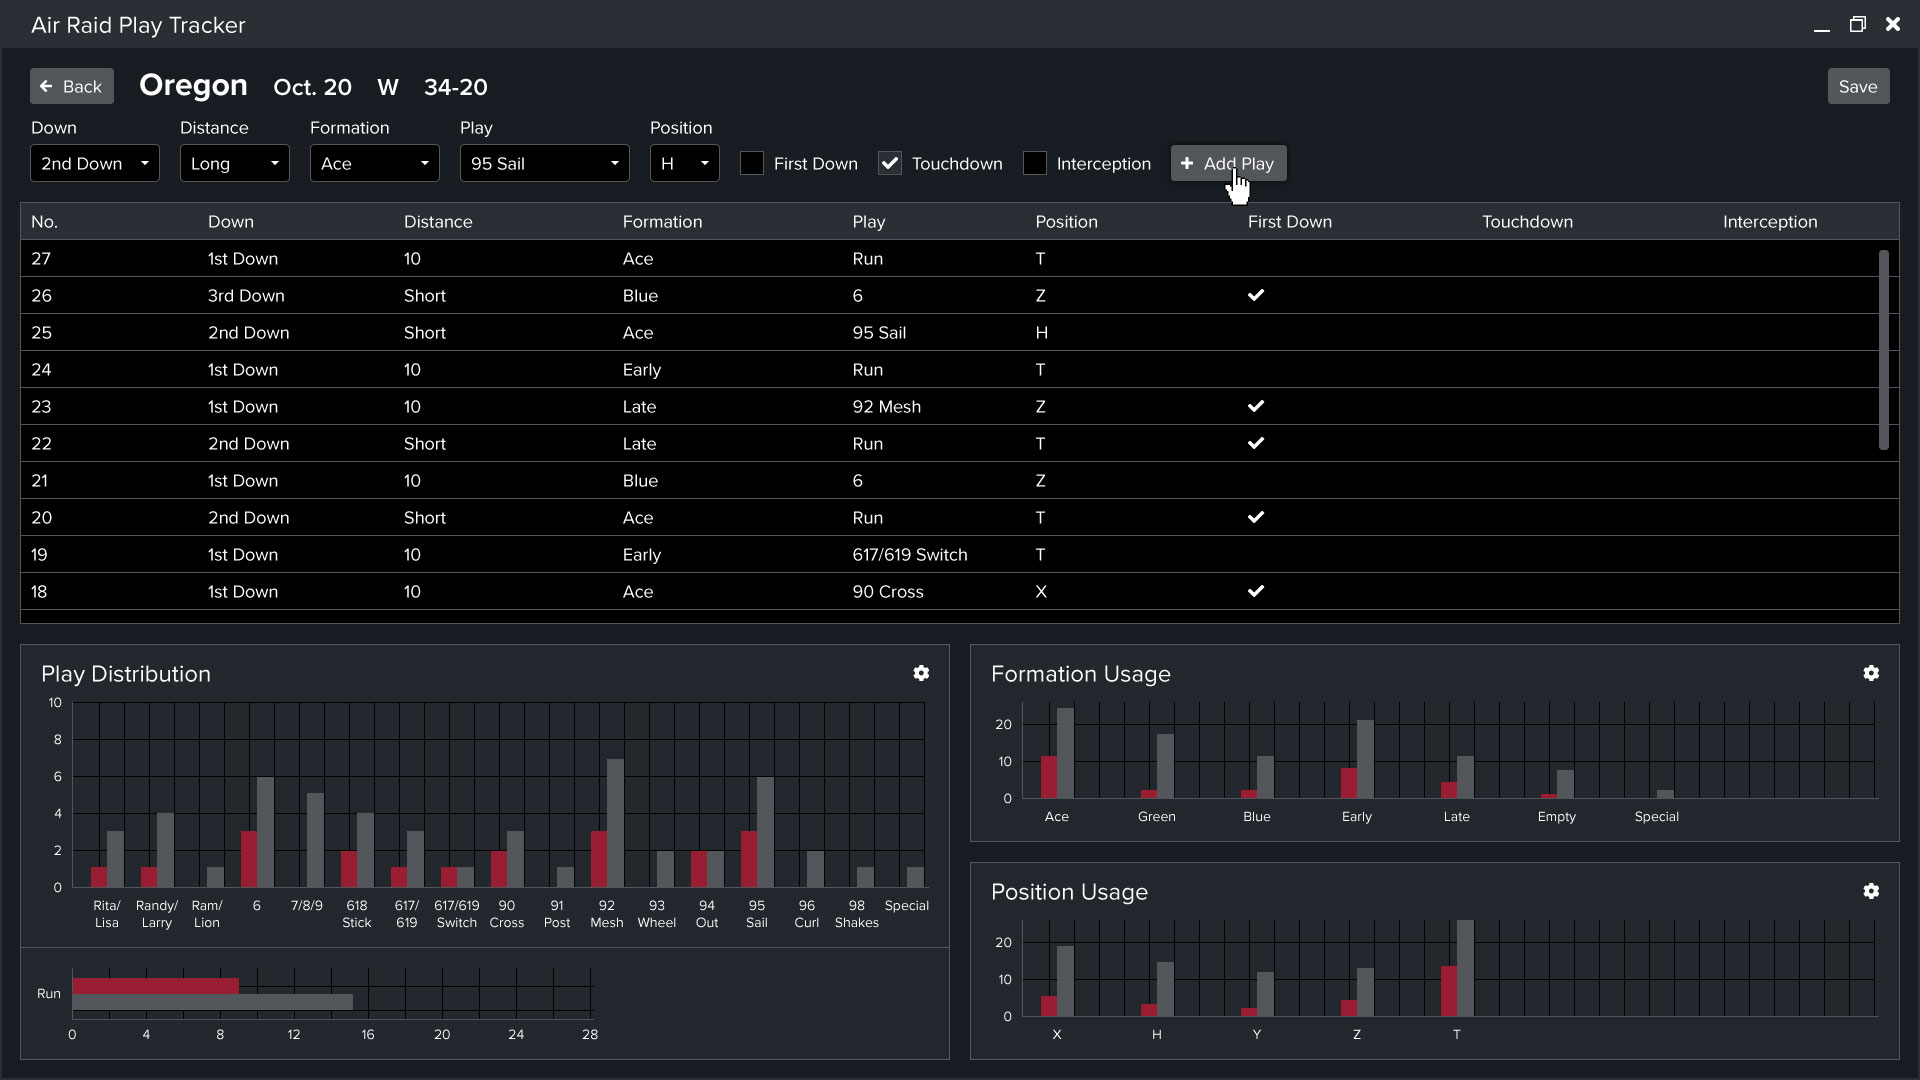 Air Raid Play Tracker
Back Oregon Oct. 20 W 34-20 Save
Down Distance Formation Play Position
2nd Down Long Ace 95 Sail H First Down Touchdown Interception + Add Play
No. Down Distance Formation Play Position First Down Touchdown Interception
27 1st Down 10 Ace Run T
26 3rd Down Short Blue 6 Z
25 2nd Down Short Ace 95 Sail H
24 1st Down 10 Early Run T
23 1st Down 10 Late 92 Mesh Z
22 2nd Down Short Late Run T
21 1st Down 10 Blue 6 Z
20 2nd Down Short Ace Run T
19 1st Down 10 Early 617/619 Switch T
18 1st Down 10 Ace 90 Cross X
Play Distribution
10
8
6
4
2
0
Rita/ Randy/ Ram/ 6 7/8/9 618 617/ 617/619 90 91 92 93 94 95 96 98 Special
Lisa Larry Lion Stick 619 Switch Cross Post Mesh Wheel Out Sail Curl Shakes
Run
0 4 8 12 16 20 24 28
Formation Usage
20
10
0
Ace Green Blue Early Late Empty Special
Position Usage
20
10
0
X H Y Z T